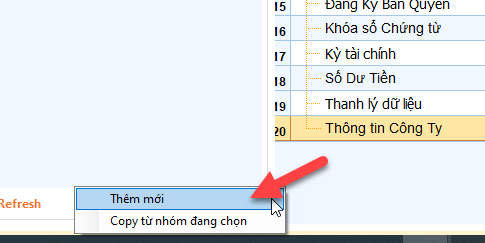 15 Đăng Ký Bản Quyền
16 Khóa sổ Chứng từ
17 Kỳ tài chính
18 Số Dư Tiền
19 Thanh lý dữ liệu
20 Thông tin Công Ty
Refresh
Thêm mới
Copy từ nhóm đang chọn